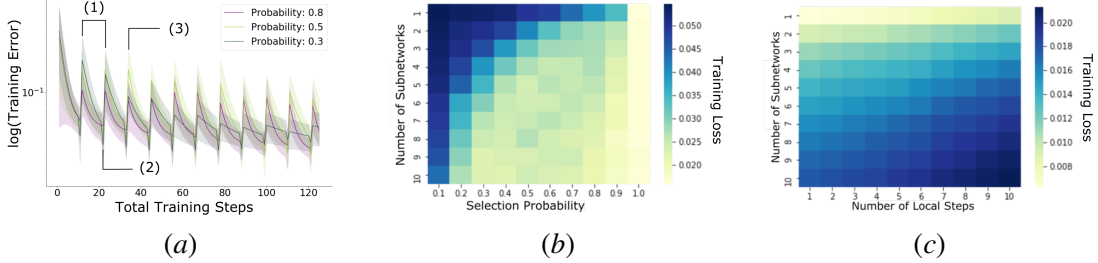 (1)
(3)
(2)
Probability: 0.8
Probability: 0.5
Probability: 0.3
log(Training Error)
10⁻¹
0 20 40 60 80 100 120
Total Training Steps
(a)
Number of Subnetworks
1
2
3
4
5
6
7
8
9
10
0.1 0.2 0.3 0.4 0.5 0.6 0.7 0.8 0.9 1.0
Selection Probability
0.050
0.045
0.040
0.035
0.030
0.025
0.020
Training Loss
(b)
Number of Subnetworks
1
2
3
4
5
6
7
8
9
10
1 2 3 4 5 6 7 8 9 10
Number of Local Steps
0.020
0.018
0.016
0.014
0.012
0.010
0.008
Training Loss
(c)